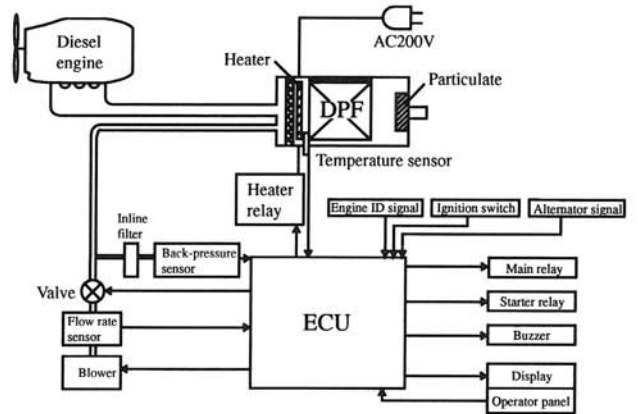 Diesel
engine
AC200V
Heater
Particulate
DPF
Temperature sensor
Heater
relay
Engine ID signal
Ignition switch
Alternator signal
Inline
filter
Back-pressure
sensor
Main relay
Valve
Starter relay
ECU
Flow rate
sensor
Buzzer
Blower
Display
Operator panel